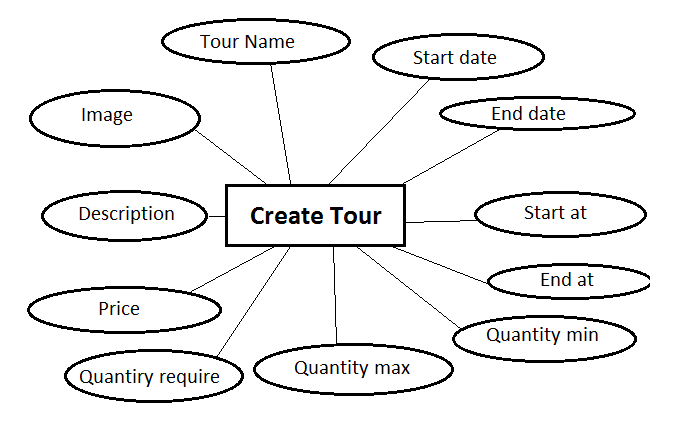 Tour Name
Start date
Image
End date
Description
Create Tour
Start at
End at
Price
Quantity min
Quantiry require
Quantity max